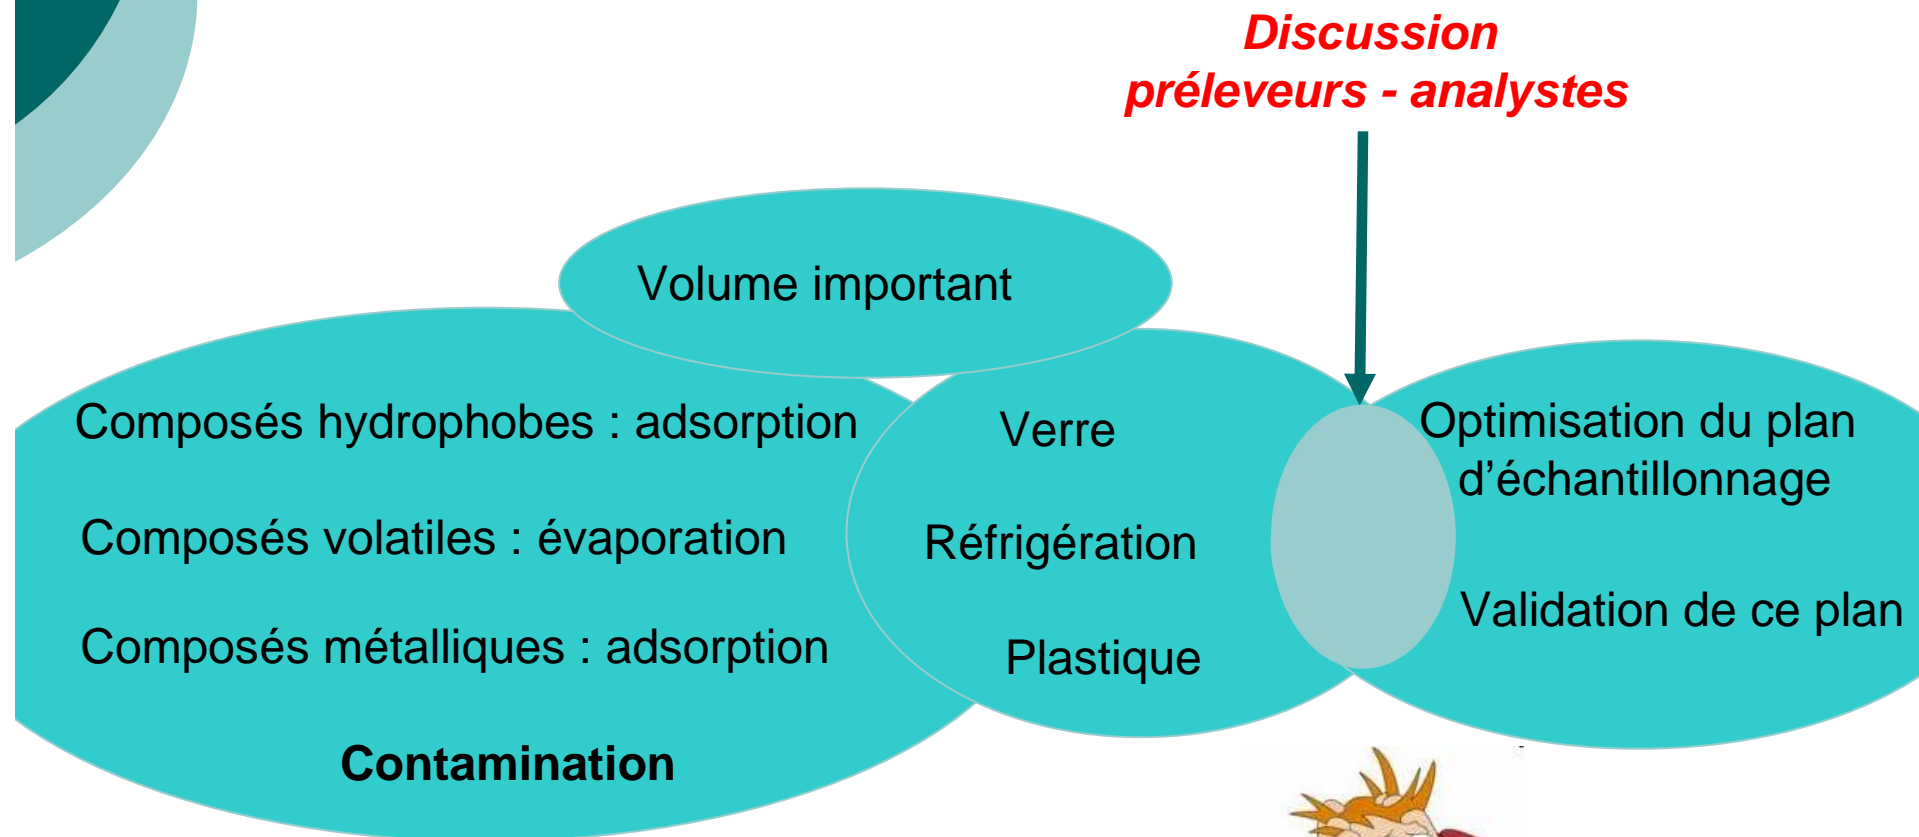 Discussion
préleveurs - analystes
Volume important
Composés hydrophobes : adsorption
Composés volatiles : évaporation
Composés métalliques : adsorption
Contamination
Verre
Réfrigération
Plastique
Optimisation du plan
d’échantillonnage
Validation de ce plan